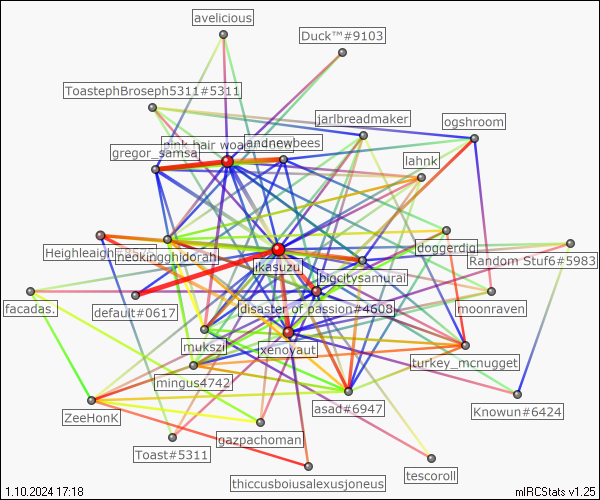 avelicious
Duck™#9103
ToastephBroseph5311#5311
jarlbreadmaker
ogshroom
pink hair
andnewbees
gregor_samsa
lahnk
doggerdig
Heighleaigh
neokingghidorah
Random Stuf6#5983
ikasuzu
bigcitysamurai
facadas.
default#0617
disaster of passion#4608
moonraven
mukszi
xenoyaut
turkey_mcnugget
mingus4742
ZeeHonK
asad#6947
Knowun#6424
gazpachoman
Toast#5311
thiccusboiusalexusjoneus
tescoroll
1.10.2024 17:18
mIRCStats v1.25